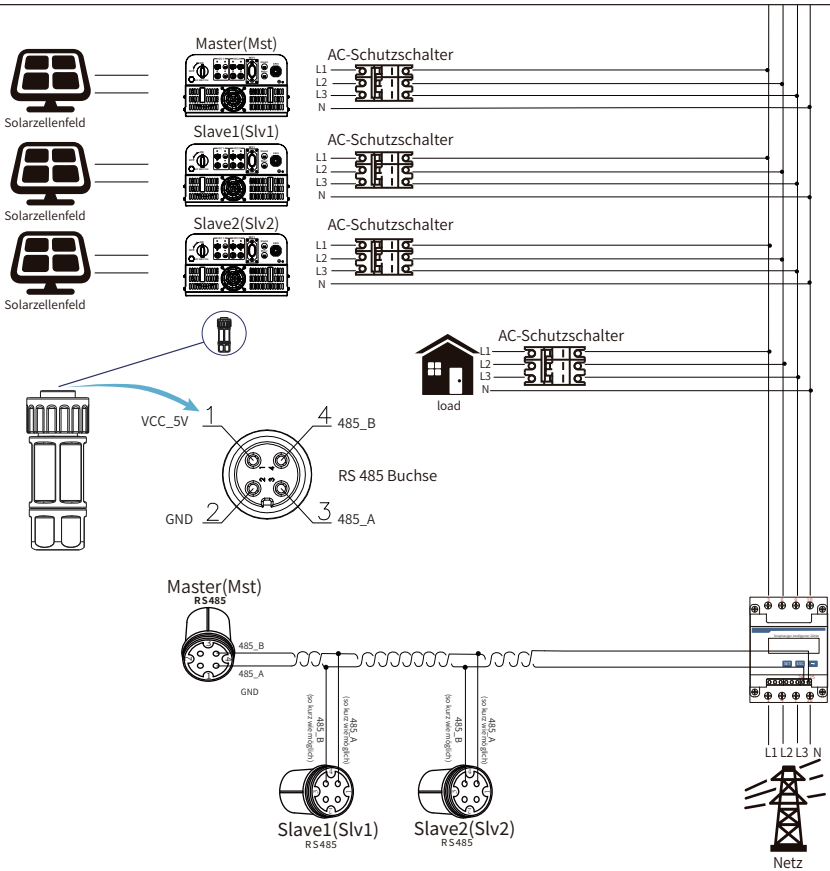 Master(Mst)
AC-Schutzschalter
L1
L2
L3
N
Solarzellenfeld
Slave1(Slv1)
AC-Schutzschalter
L1
L2
L3
N
Solarzellenfeld
Slave2(Slv2)
AC-Schutzschalter
L1
L2
L3
N
Solarzellenfeld
AC-Schutzschalter
L1
L2
L3
N
load
VCC_5V 1
4 485_B
1 4
2 3
RS 485 Buchse
GND 2
3 485_A
Master(Mst)
RS485
485_B
485_A
GND
485_B
(so kurz wie möglich)
485_A
(so kurz wie möglich)
485_B
(so kurz wie möglich)
485_A
(so kurz wie möglich)
Slave1(Slv1)
RS485
Slave2(Slv2)
RS485
L1 L2 L3 N
Netz